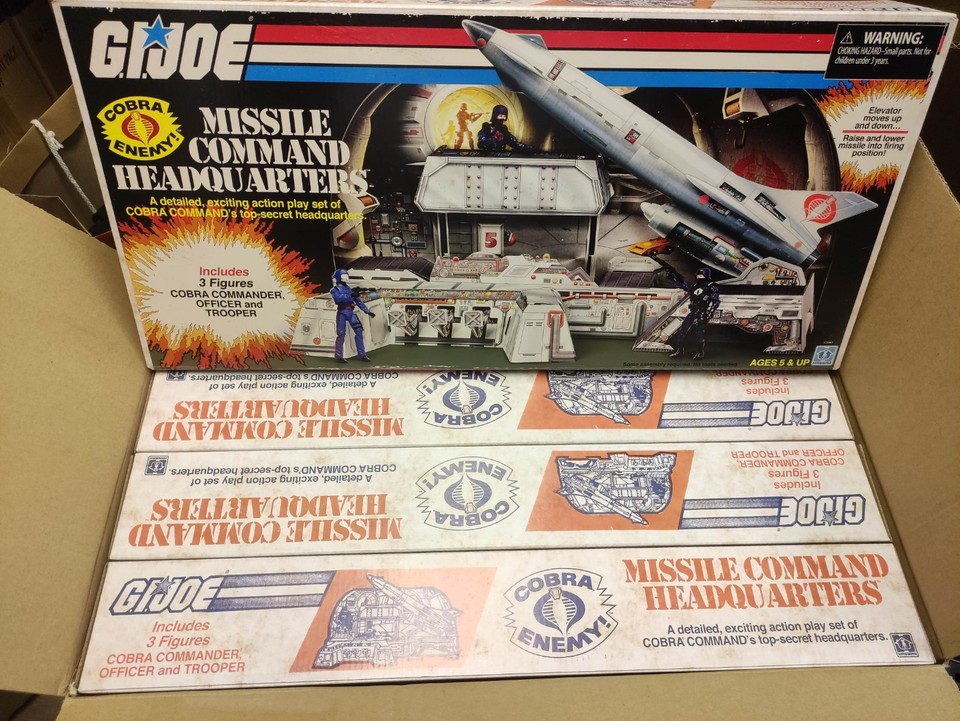 G.I.JOE
WARNING:
CHOKING HAZARD-Small parts. Not for
children under 3 years.
COBRA
ENEMY!
MISSILE
COMMAND
HEADQUARTERS
A detailed, exciting action play set of
COBRA COMMAND's top-secret headquarters.
Elevator
moves up
and down...
Raise and lower
missile into firing
position!
5
Includes
3 Figures
COBRA COMMANDER,
OFFICER and
TROOPER
AGES 5 & UP
A detailed, exciting action play set of
COBRA COMMAND's top-secret headquarters.
MISSILE COMMAND
HEADQUARTERS
COBRA
ENEMY!
Includes
3 Figures
G.I.JOE
A detailed, exciting action play set of
COBRA COMMAND's top-secret headquarters.
MISSILE COMMAND
HEADQUARTERS
COBRA
ENEMY!
Includes
3 Figures
COBRA COMMANDER,
OFFICER and TROOPER
G.I.JOE
G.I.JOE
Includes
3 Figures
COBRA COMMANDER,
OFFICER and TROOPER
COBRA
ENEMY!
MISSILE COMMAND
HEADQUARTERS
A detailed, exciting action play set of
COBRA COMMAND's top-secret headquarters.